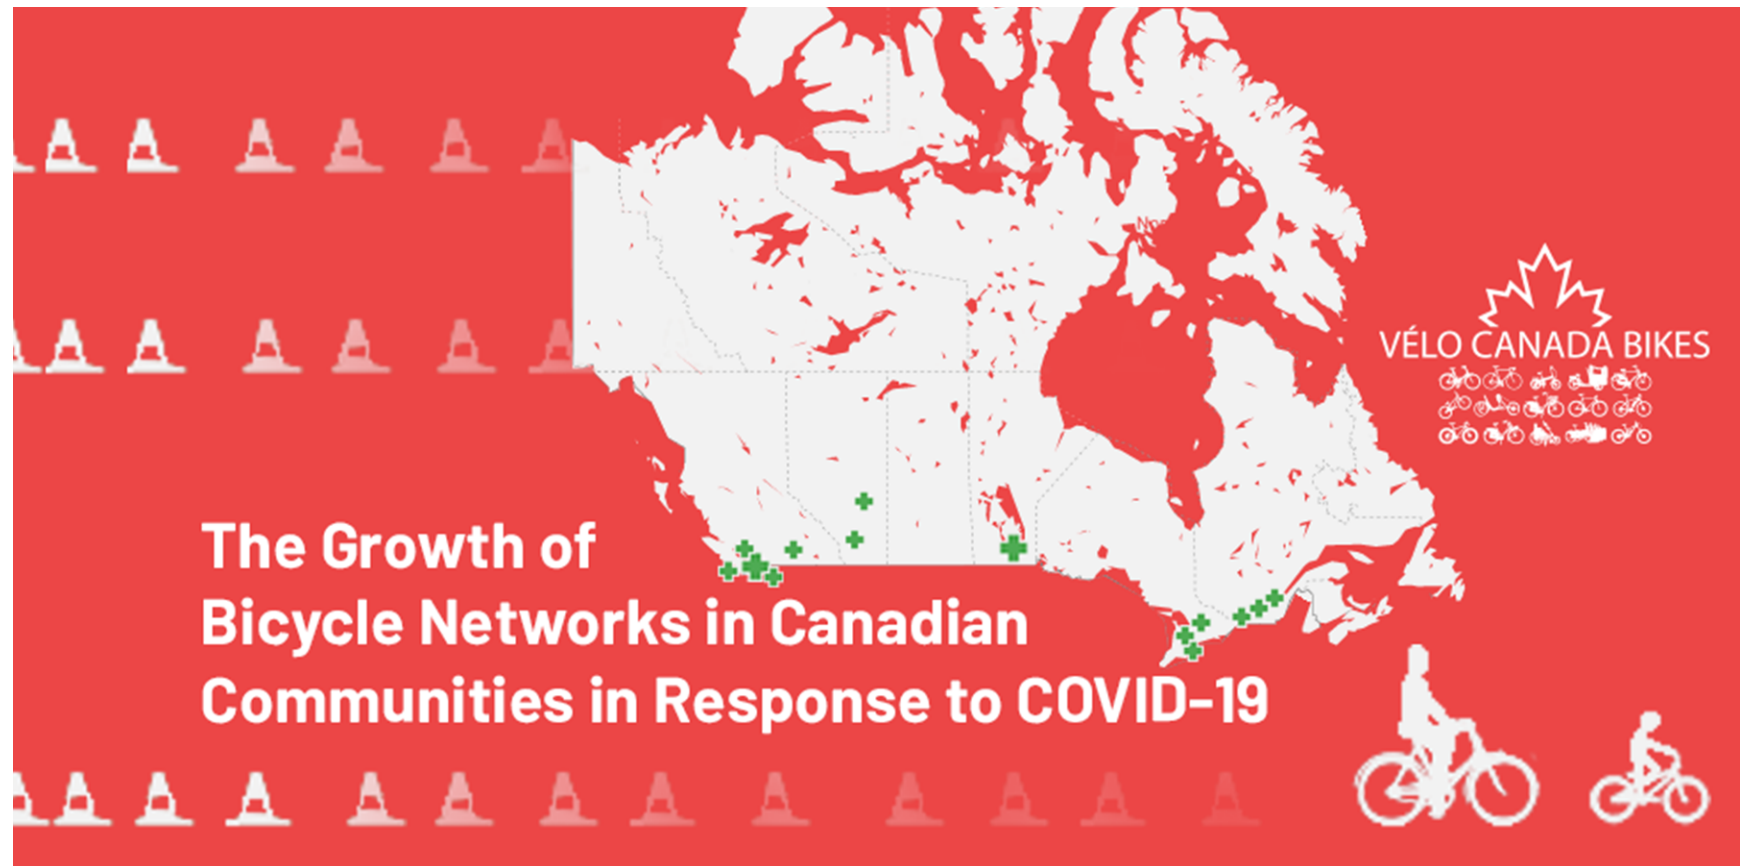 VÉLO CANADA BIKES
The Growth of
Bicycle Networks in Canadian
Communities in Response to COVID-19